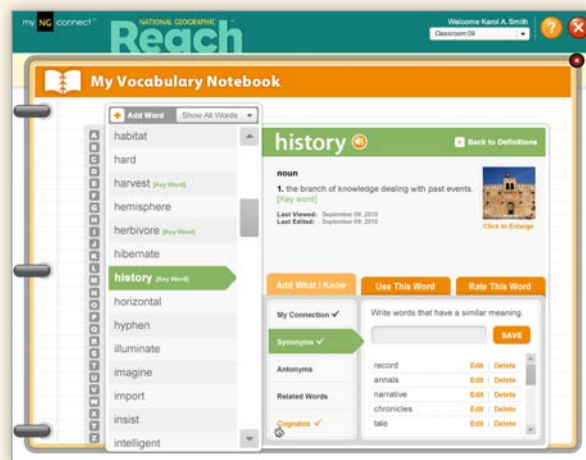 my NG connect™
NATIONAL GEOGRAPHIC
Reach™
Welcome Karol A. Smith
Classroom 09
?
My Vocabulary Notebook
Add Word
Show All Words
A
B
C
D
E
F
G
H
I
J
K
L
M
N
O
P
Q
R
S
T
U
V
W
X
Y
Z
habitat
hard
harvest [Key Word]
hemisphere
herbivore [Key Word]
hibernate
history [Key Word]
horizontal
hyphen
illuminate
imagine
import
insist
intelligent
history
Back to Definitions
noun
1. the branch of knowledge dealing with past events.
[Key word]
Last Viewed: September 09, 2010
Last Edited: September 09, 2010
Click to Enlarge
Add What I Know
Use This Word
Rate This Word
My Connection ✓
Synonyms ✓
Antonyms
Related Words
Cognates ✓
Write words that have a similar meaning.
SAVE
record Edit | Delete
annals Edit | Delete
narrative Edit | Delete
chronicles Edit | Delete
tale Edit | Delete